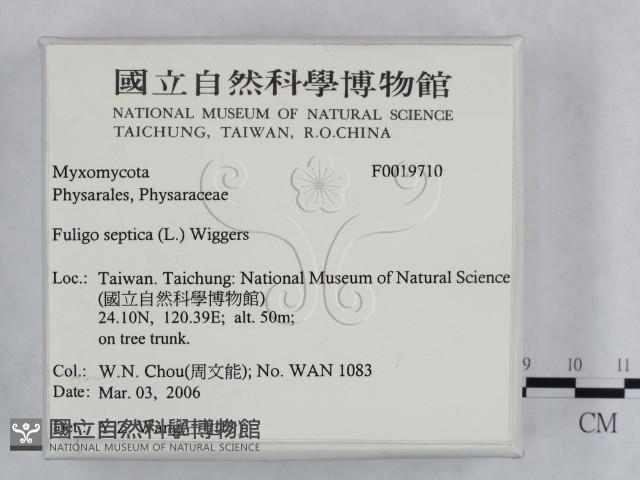 國立自然科學博物館
NATIONAL MUSEUM OF NATURAL SCIENCE
TAICHUNG, TAIWAN, R.O.CHINA
Myxomycota F0019710
Physarales, Physaraceae
Fuligo septica (L.) Wiggers
Loc.: Taiwan. Taichung: National Museum of Natural Science
(國立自然科學博物館)
24.10N, 120.39E; alt. 50m;
on tree trunk.
Col.: W.N. Chou(周文能); No. WAN 1083
Date: Mar. 03, 2006
國立自然科學博物館
NATIONAL MUSEUM OF NATURAL SCIENCE
9 10 11
CM